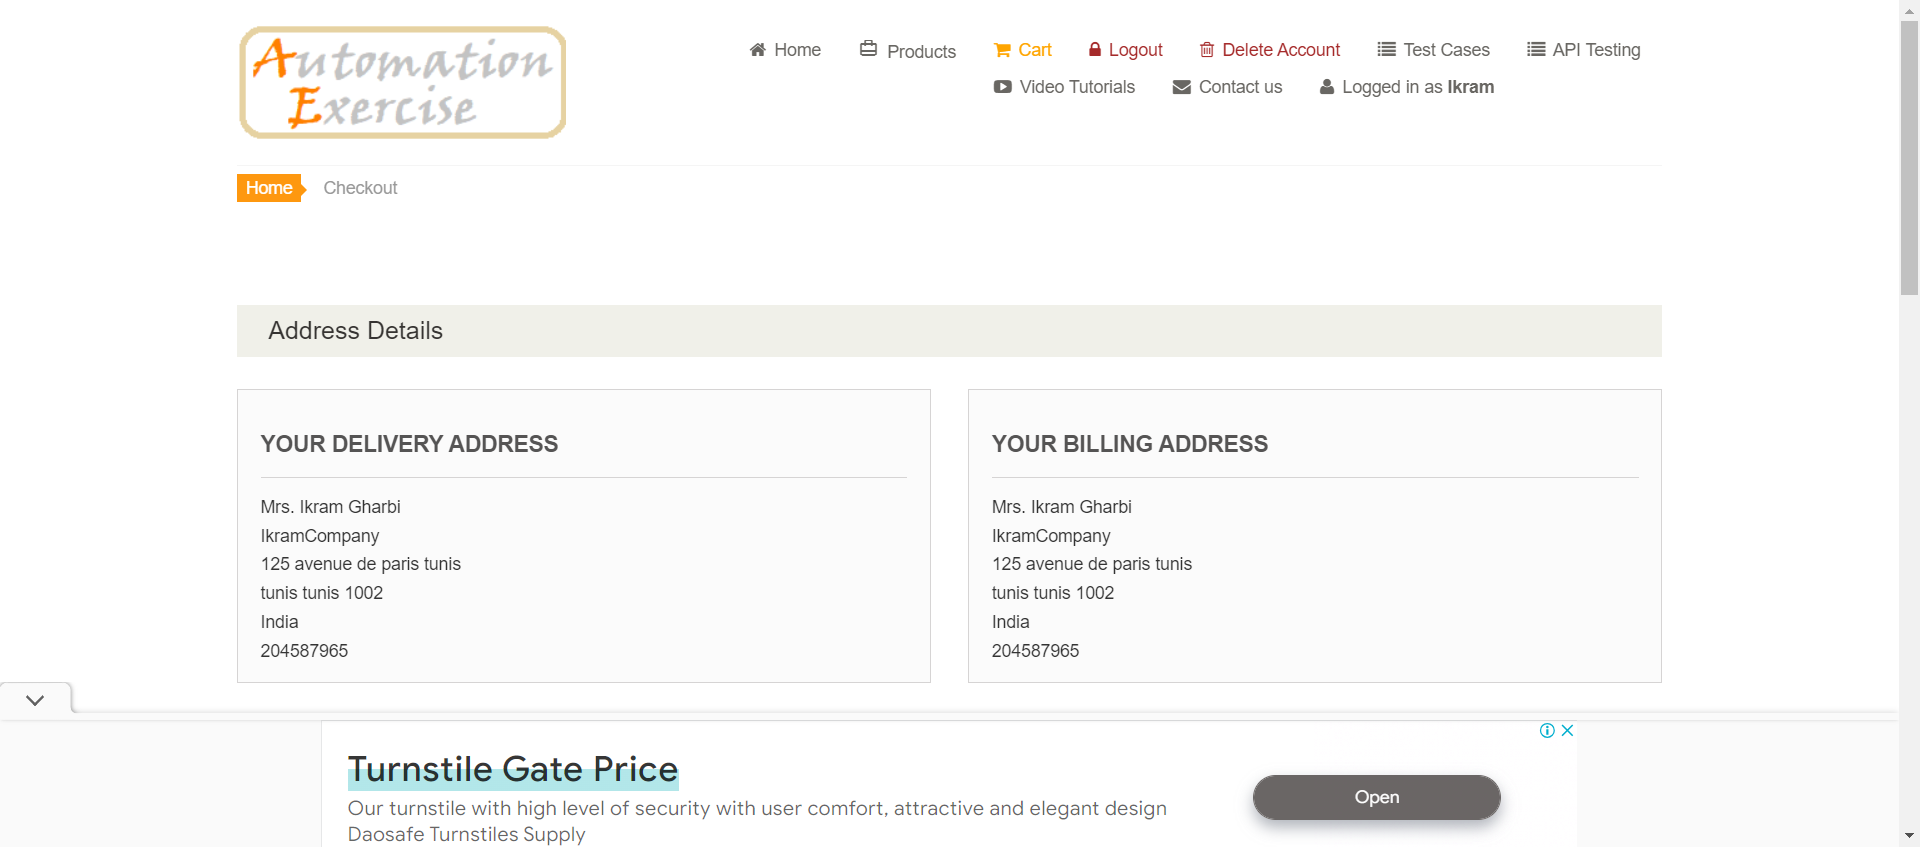 Automation
Exercise
Home Products Cart Logout Delete Account Test Cases API Testing
Video Tutorials Contact us Logged in as Ikram
Home Checkout
Address Details
YOUR DELIVERY ADDRESS
Mrs. Ikram Gharbi
IkramCompany
125 avenue de paris tunis
tunis tunis 1002
India
204587965
YOUR BILLING ADDRESS
Mrs. Ikram Gharbi
IkramCompany
125 avenue de paris tunis
tunis tunis 1002
India
204587965
Turnstile Gate Price
Our turnstile with high level of security with user comfort, attractive and elegant design
Daosafe Turnstiles Supply
Open